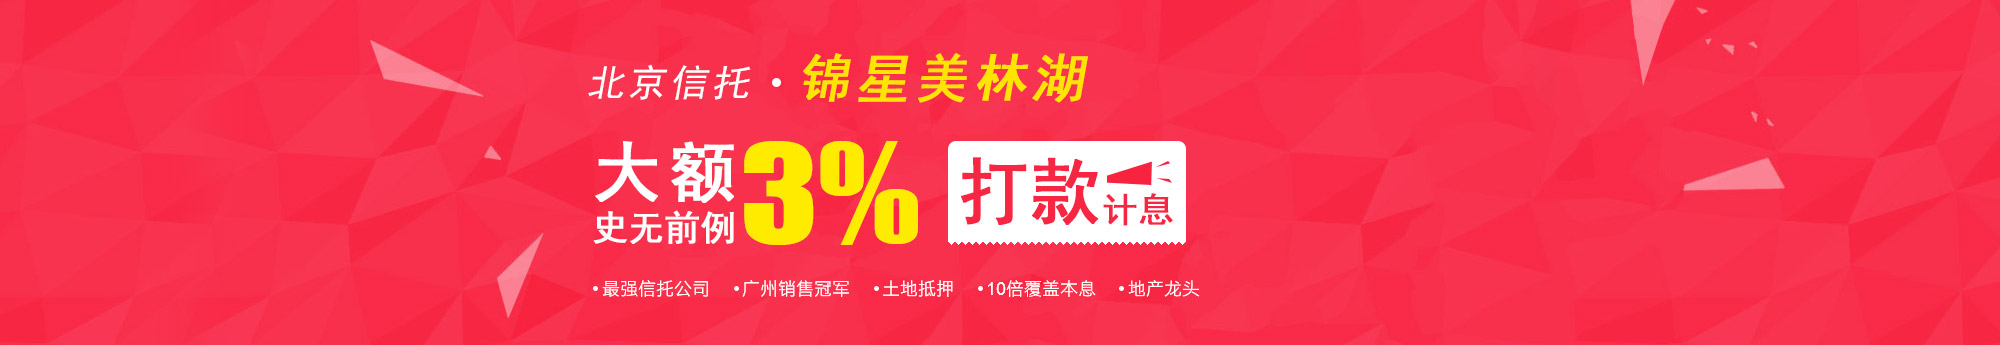 北京信托·锦星美林湖
大额
史无前例
3%
打款
计息
•最强信托公司 •广州销售冠军 •土地抵押 •10倍覆盖本息 •地产龙头